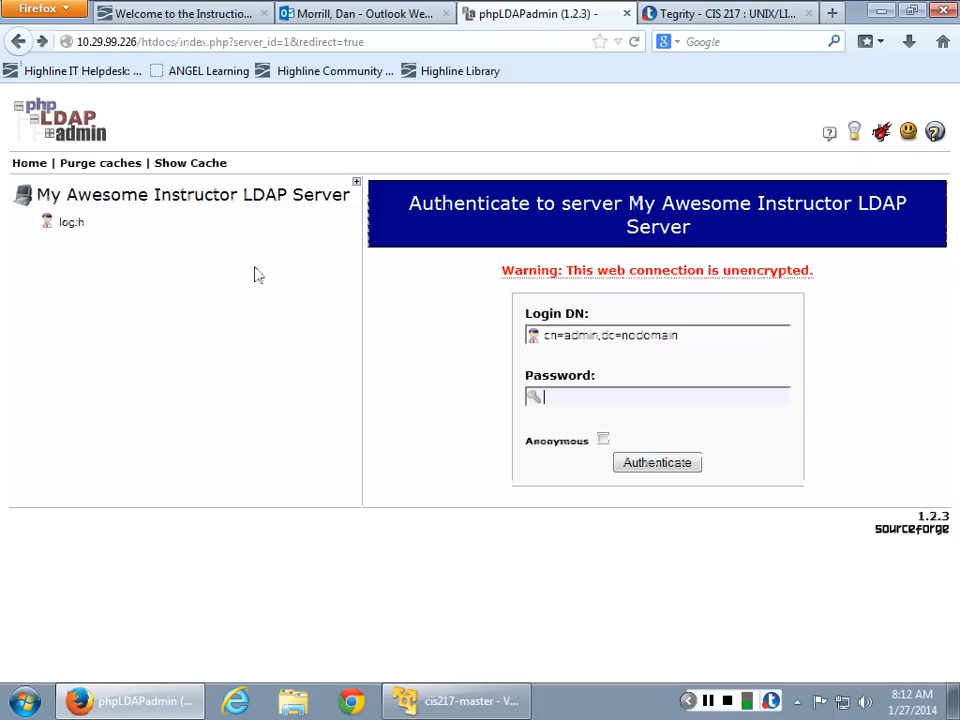 Firefox
Welcome to the Instructio...
Morrill, Dan - Outlook We...
phpLDAPadmin (1.2.3) -
Tegrity - CIS 217 : UNIX/LI...
10.29.99.226/htdocs/index.php?server_id=1&redirect=true
Google
Highline IT Helpdesk: ...
ANGEL Learning
Highline Community ...
Highline Library
php
LDAP
admin
Home | Purge caches | Show Cache
My Awesome Instructor LDAP Server
login
Authenticate to server My Awesome Instructor LDAP
Server
Warning: This web connection is unencrypted.
Login DN:
cn=admin,dc=nodomain
Password:
Anonymous
Authenticate
1.2.3
sourceforge
phpLDAPadmin (...
cis217-master - V...
8:12 AM
1/27/2014